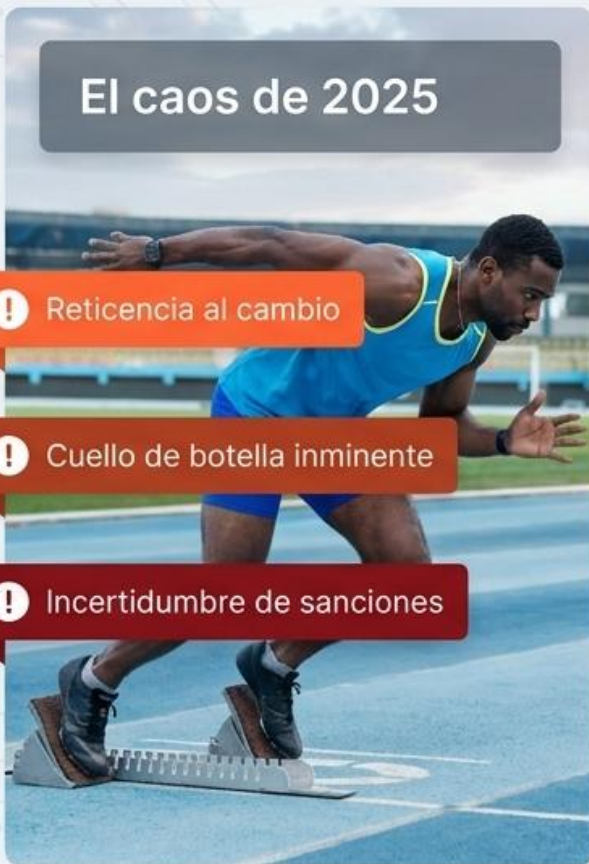 El caos de 2025
! Reticencia al cambio
! Cuello de botella inminente
! Incertidumbre de sanciones